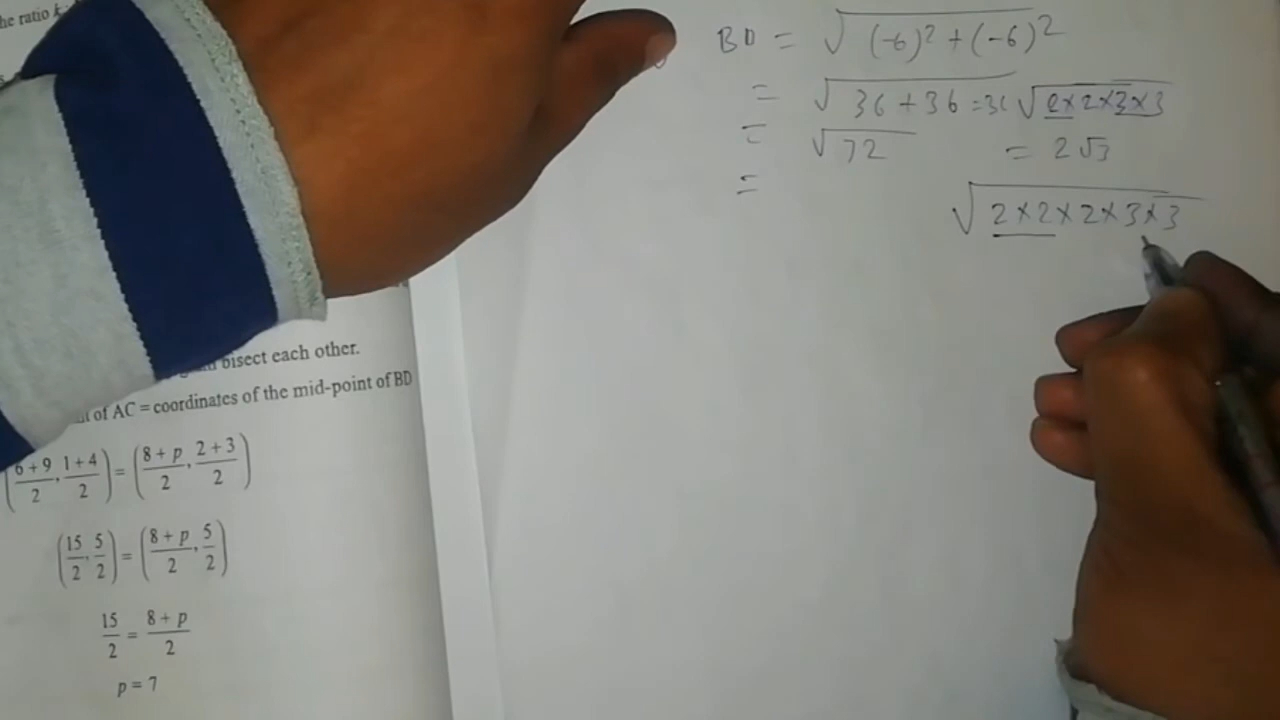 he ratio k
BD = √(-6)² + (-6)²
= √36 + 36 = 36 √2×2×3×3
= √72 = 2√3
=
√2×2×2×3×3
bisect each other.
of AC = coordinates of the mid-point of BD
(6 + 9/2, 1 + 4/2) = (8 + p/2, 2 + 3/2)
(15/2, 5/2) = (8 + p/2, 5/2)
15/2 = 8 + p/2
p = 7